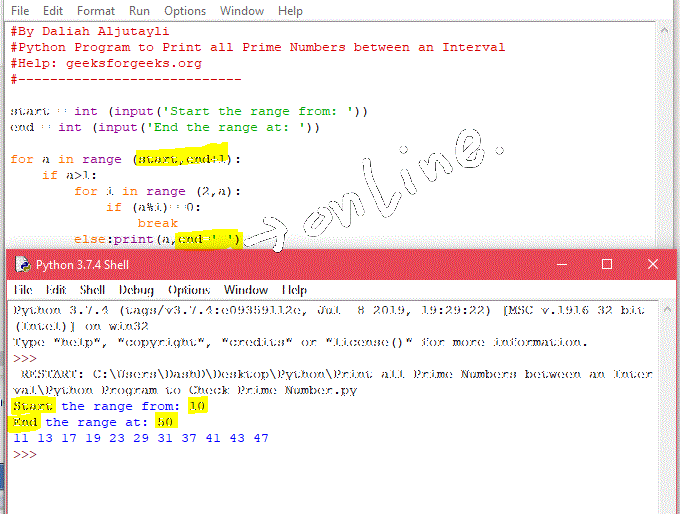 File Edit Format Run Options Window Help
#By Daliah Aljutayli
#Python Program to Print all Prime Numbers between an Interval
#Help: geeksforgeeks.org
#----------------------------
start = int (input('Start the range from: '))
end = int (input('End the range at: '))
for a in range (start,end+1):
if a>1:
for i in range (2,a):
if (a%i)==0:
break
else:print(a,end=' ')
→ online.
Python 3.7.4 Shell
File Edit Shell Debug Options Window Help
Python 3.7.4 (tags/v3.7.4:e09359112e, Jul 8 2019, 19:29:22) [MSC v.1916 32 bit
(Intel)] on win32
Type "help", "copyright", "credits" or "license()" for more information.
>>>
RESTART: C:\Users\DashD\Desktop\Python\Print all Prime Numbers between an Inter
val\Python Program to Check Prime Number.py
Start the range from: 10
End the range at: 50
11 13 17 19 23 29 31 37 41 43 47
>>>